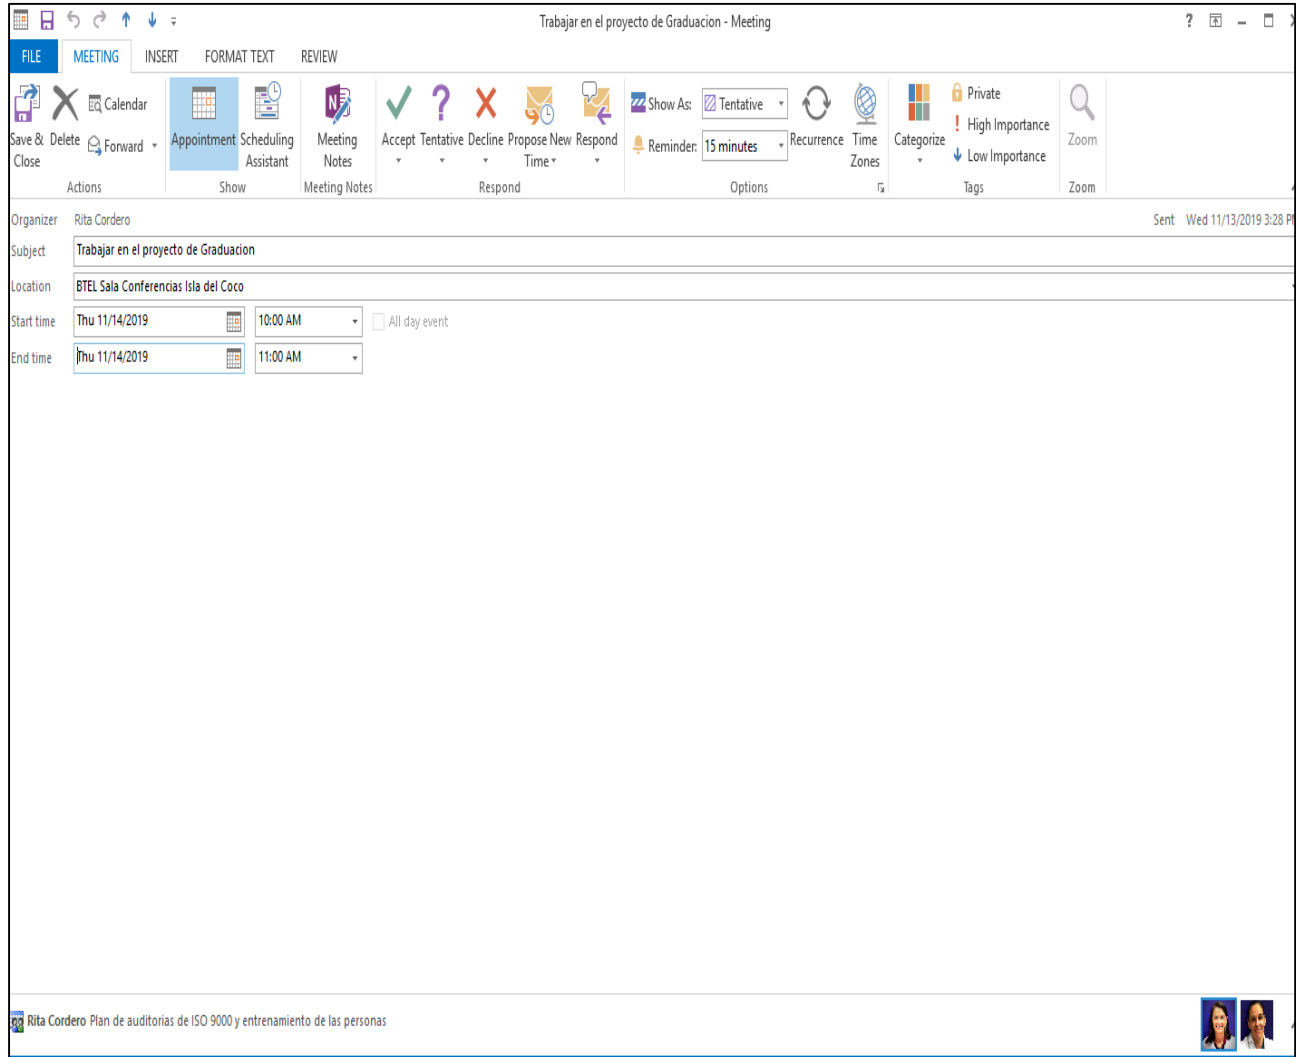 Trabajar en el proyecto de Graduacion - Meeting
FILE MEETING INSERT FORMAT TEXT REVIEW
Save & Close Delete Calendar Forward
Appointment Scheduling Assistant
Meeting Notes
Accept Tentative Decline Propose New Time Respond
Show As: Tentative
Reminder: 15 minutes
Recurrence Time Zones
Categorize Private
High Importance
Low Importance
Zoom
Actions Show Meeting Notes Respond Options Tags Zoom
Organizer Rita Cordero Sent Wed 11/13/2019 3:28 PM
Subject Trabajar en el proyecto de Graduacion
Location BTEL Sala Conferencias Isla del Coco
Start time Thu 11/14/2019 10:00 AM All day event
End time Thu 11/14/2019 11:00 AM
Rita Cordero Plan de auditorias de ISO 9000 y entrenamiento de las personas